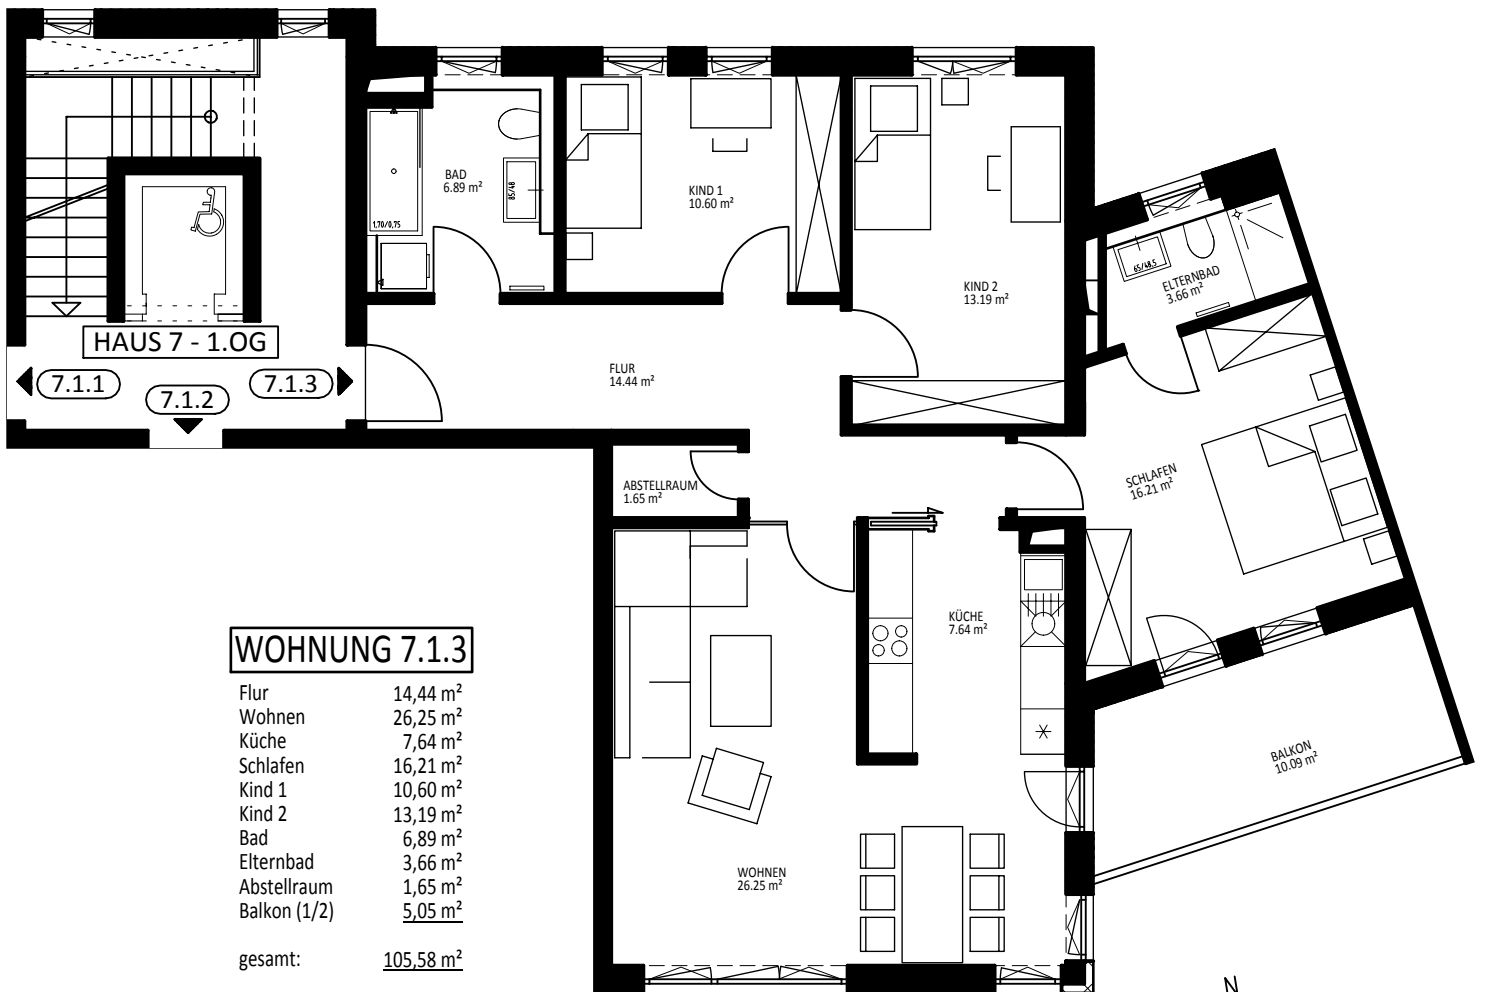 BAD
6.89 m²
85/48
1.70/0.75
KIND 1
10.60 m²
KIND 2
13.19 m²
65/48.5
ELTERNBAD
3.66 m²
HAUS 7 - 1.OG
7.1.1
7.1.2
7.1.3
FLUR
14.44 m²
ABSTELLRAUM
1.65 m²
SCHLAFEN
16.21 m²
KÜCHE
7.64 m²
BALKON
10.09 m²
WOHNEN
26.25 m²
WOHNUNG 7.1.3
Flur 14,44 m²
Wohnen 26,25 m²
Küche 7,64 m²
Schlafen 16,21 m²
Kind 1 10,60 m²
Kind 2 13,19 m²
Bad 6,89 m²
Elternbad 3,66 m²
Abstellraum 1,65 m²
Balkon (1/2) 5,05 m²
gesamt: 105,58 m²
N